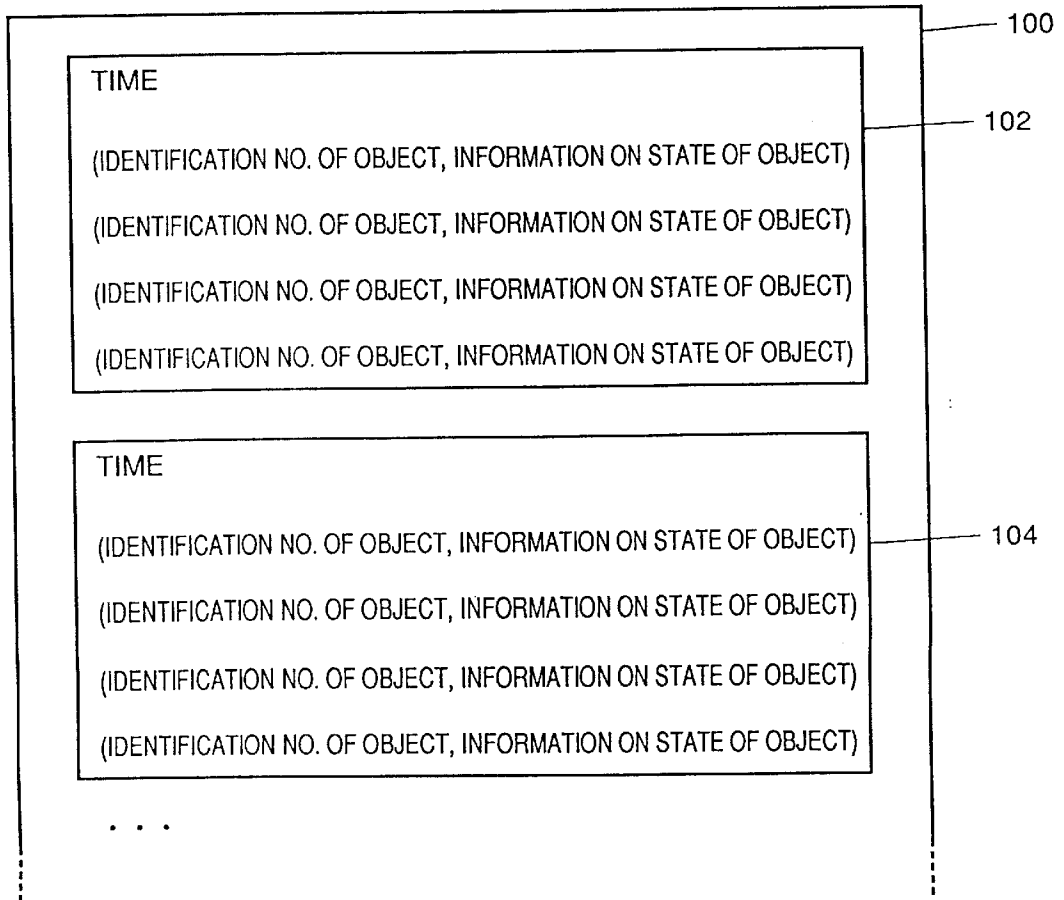 100
TIME
102
(IDENTIFICATION NO. OF OBJECT, INFORMATION ON STATE OF OBJECT)
(IDENTIFICATION NO. OF OBJECT, INFORMATION ON STATE OF OBJECT)
(IDENTIFICATION NO. OF OBJECT, INFORMATION ON STATE OF OBJECT)
(IDENTIFICATION NO. OF OBJECT, INFORMATION ON STATE OF OBJECT)
TIME
(IDENTIFICATION NO. OF OBJECT, INFORMATION ON STATE OF OBJECT)
104
(IDENTIFICATION NO. OF OBJECT, INFORMATION ON STATE OF OBJECT)
(IDENTIFICATION NO. OF OBJECT, INFORMATION ON STATE OF OBJECT)
(IDENTIFICATION NO. OF OBJECT, INFORMATION ON STATE OF OBJECT)
. . .